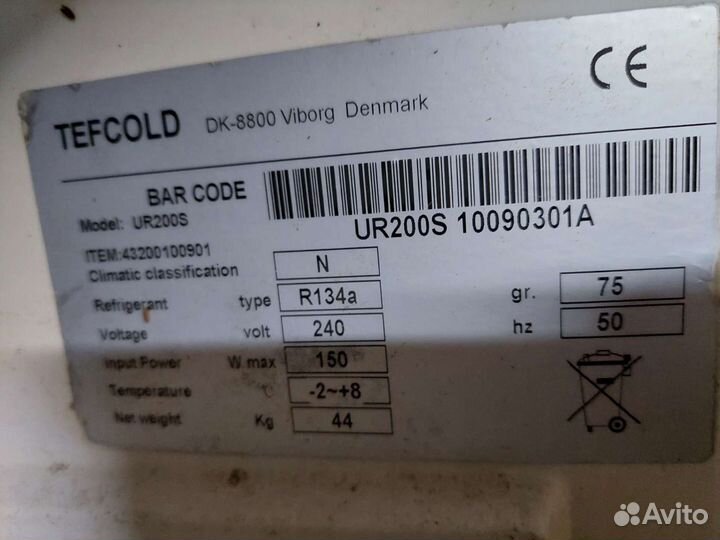 CE
TEFCOLD DK-8800 Viborg Denmark
BAR CODE
Model: UR200S
UR200S 10090301A
ITEM:43200100901
Climatic classification N
Refrigerant type R134a gr. 75
Voltage volt 240 hz 50
Input Power W max 150
Temperature °C -2~+8
Net weight Kg 44
Avito